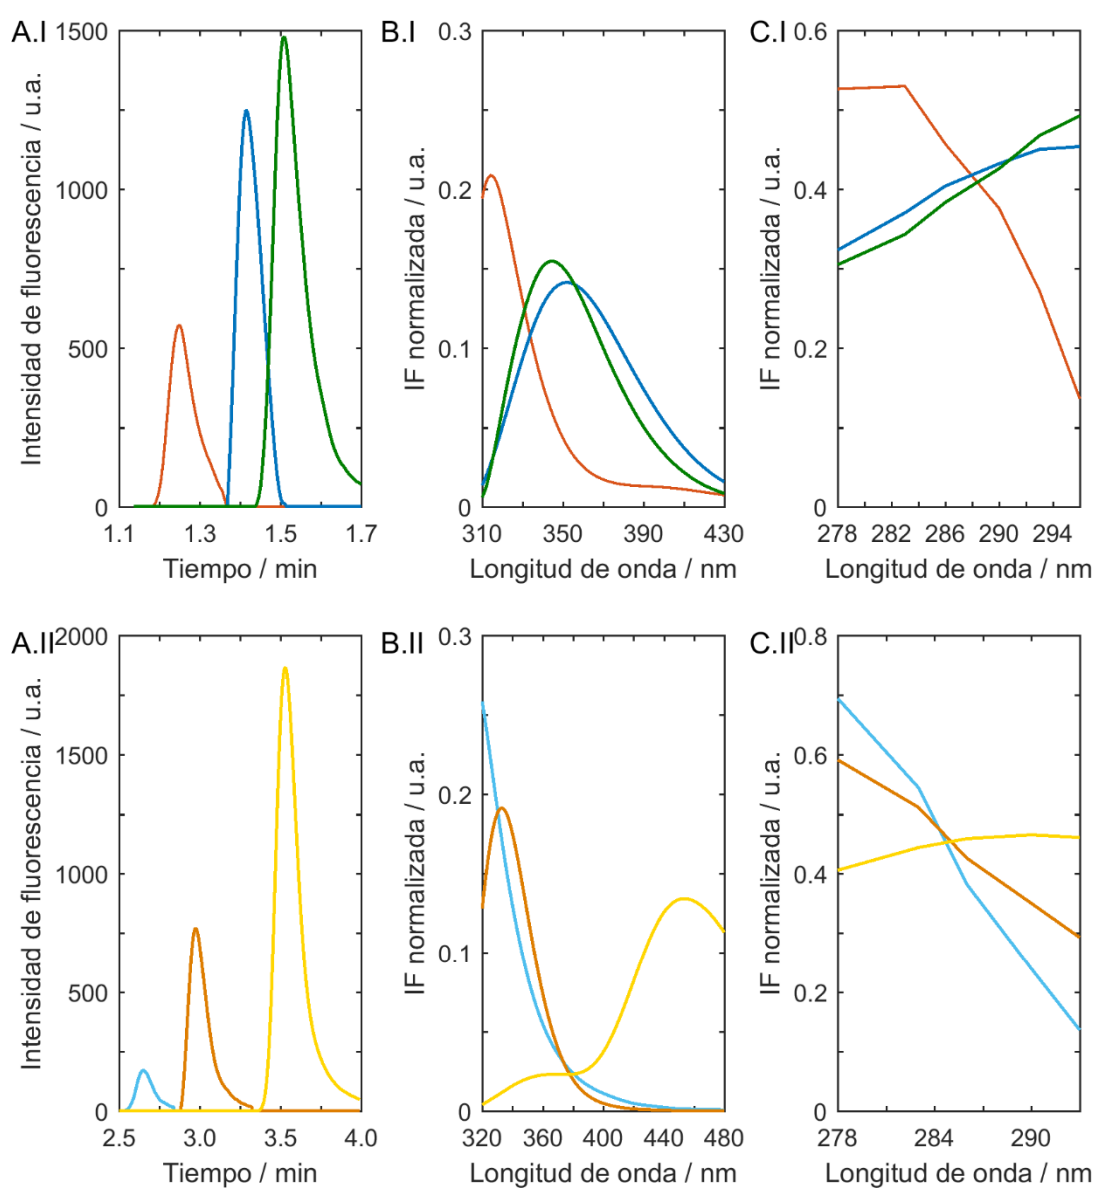 A.I
1500
1000
500
0
Intensidad de fluorescencia / u.a.
1.1 1.3 1.5 1.7
Tiempo / min
B.I
0.3
0.2
0.1
0
IF normalizada / u.a.
310 350 390 430
Longitud de onda / nm
C.I
0.6
0.4
0.2
0
IF normalizada / u.a.
278 282 286 290 294
Longitud de onda / nm
A.II
2000
1500
1000
500
0
Intensidad de fluorescencia / u.a.
2.5 3.0 3.5 4.0
Tiempo / min
B.II
0.3
0.2
0.1
0
IF normalizada / u.a.
320 360 400 440 480
Longitud de onda / nm
C.II
0.8
0.6
0.4
0.2
0
IF normalizada / u.a.
278 284 290
Longitud de onda / nm